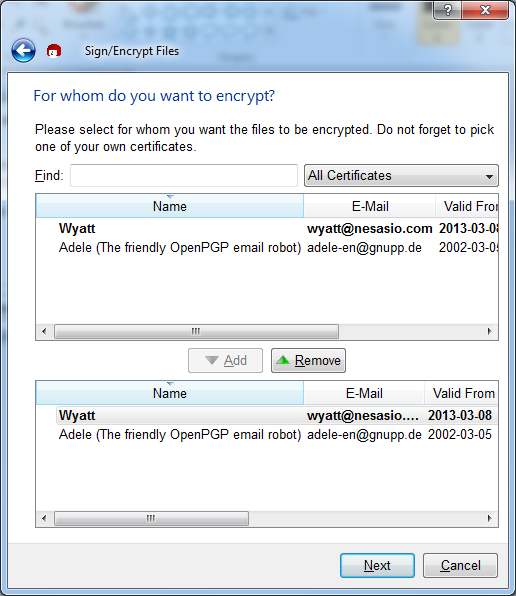 Sign/Encrypt Files
For whom do you want to encrypt?
Please select for whom you want the files to be encrypted. Do not forget to pick
one of your own certificates.
Find: All Certificates
Name E-Mail Valid From
Wyatt wyatt@nesasio.com 2013-03-08
Adele (The friendly OpenPGP email robot) adele-en@gnupp.de 2002-03-05
Add Remove
Name E-Mail Valid From
Wyatt wyatt@nesasio.... 2013-03-08
Adele (The friendly OpenPGP email robot) adele-en@gnupp.de 2002-03-05
Next Cancel